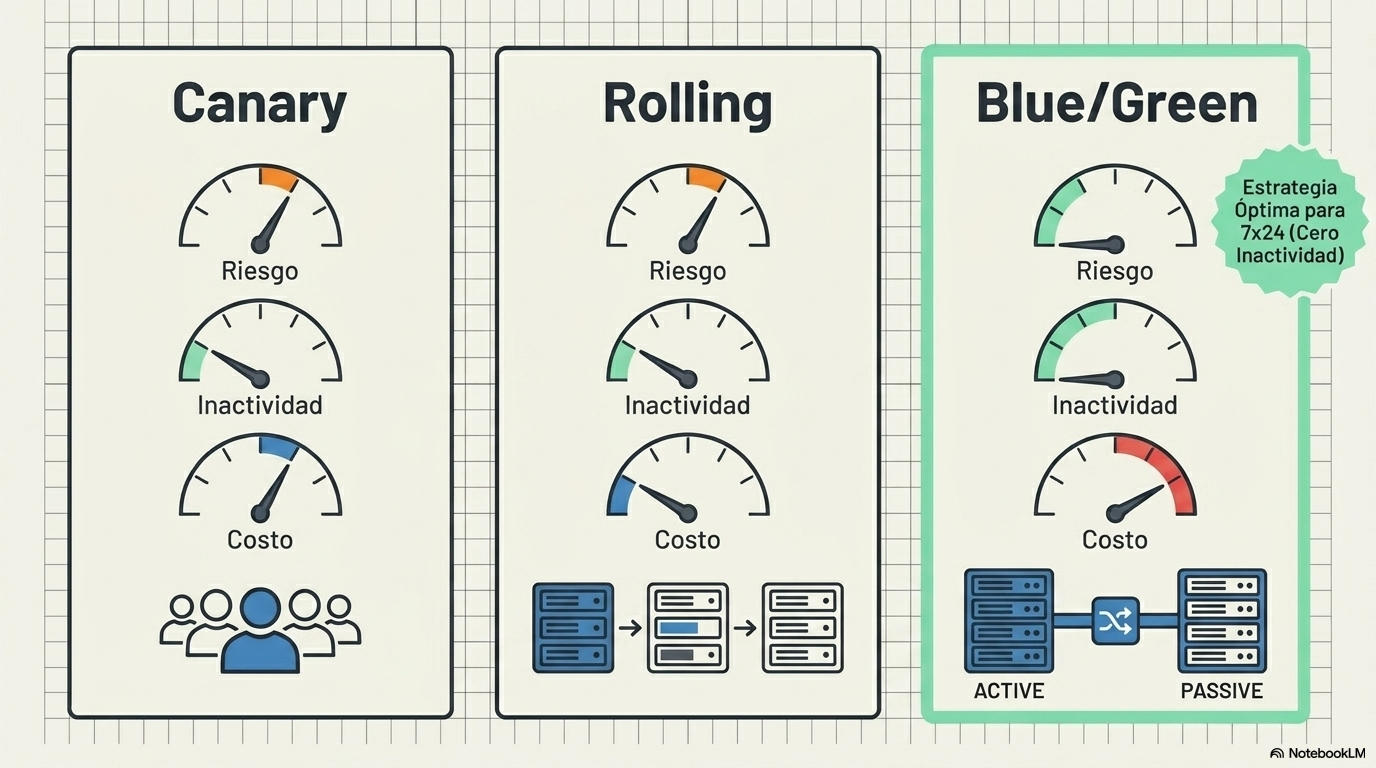 Canary
Riesgo
Inactividad
Costo
Rolling
Riesgo
Inactividad
Costo
Blue/Green
Riesgo
Inactividad
Costo
ACTIVE
PASSIVE
Estrategia
Óptima para
7x24 (Cero
Inactividad)
NotebookLM